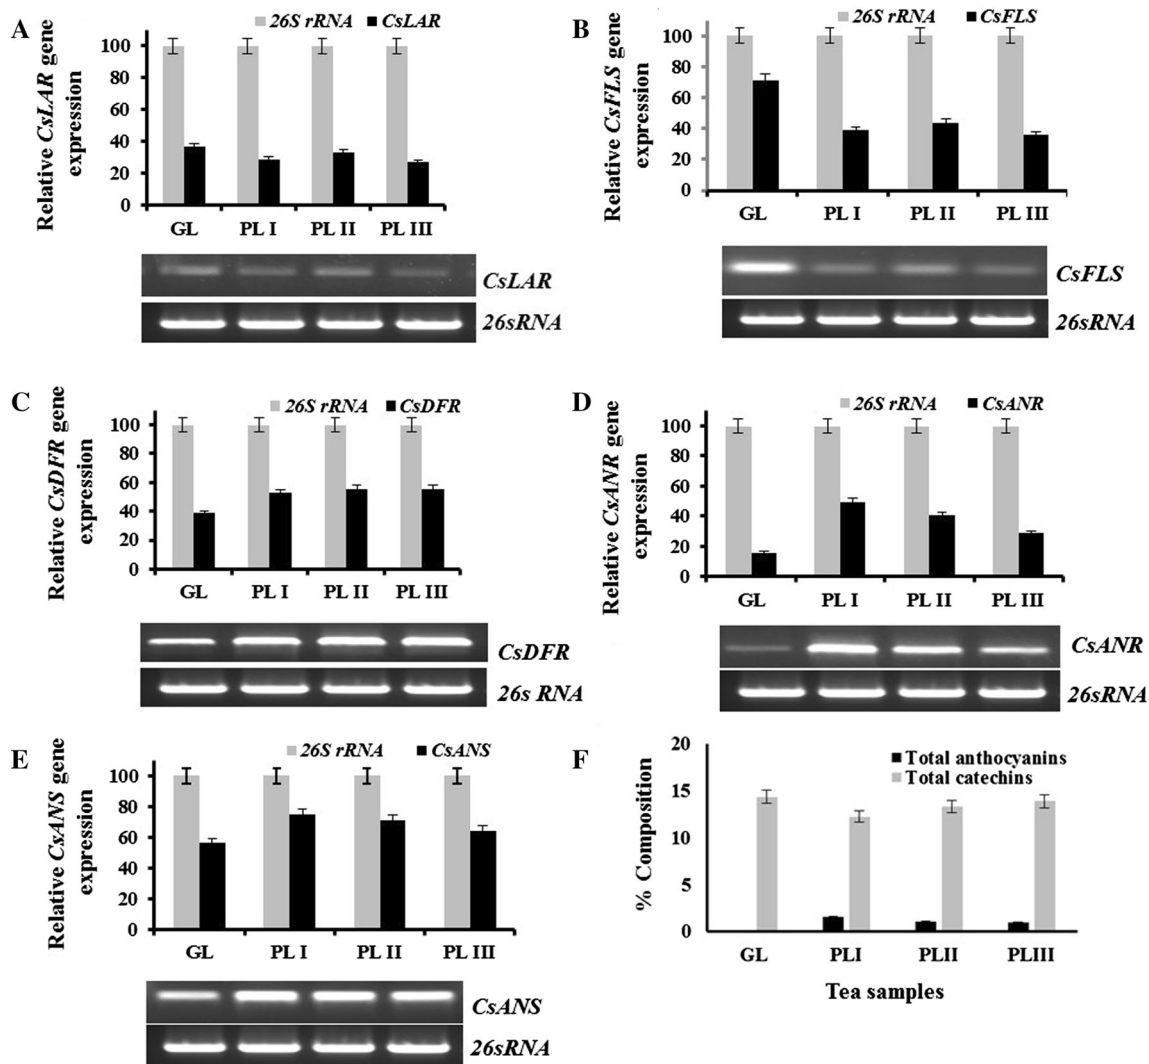 A
26S rRNA CsLAR
Relative CsLAR gene
expression
100
80
60
40
20
0
GL PL I PL II PL III
CsLAR
26sRNA
B
26S rRNA CsFLS
Relative CsFLS gene
expression
100
80
60
40
20
0
GL PL I PL II PL III
CsFLS
26sRNA
C
26S rRNA CsDFR
Relative CsDFR gene
expression
100
80
60
40
20
0
GL PL I PL II PL III
CsDFR
26s RNA
D
26S rRNA CsANR
Relative CsANR gene
expression
100
80
60
40
20
0
GL PL I PL II PL III
CsANR
26sRNA
E
26S rRNA CsANS
Relative CsANS gene
expression
100
80
60
40
20
0
GL PL I PL II PL III
CsANS
26sRNA
F
Total anthocyanins
Total catechins
% Composition
20
15
10
5
0
GL PLI PLII PLIII
Tea samples